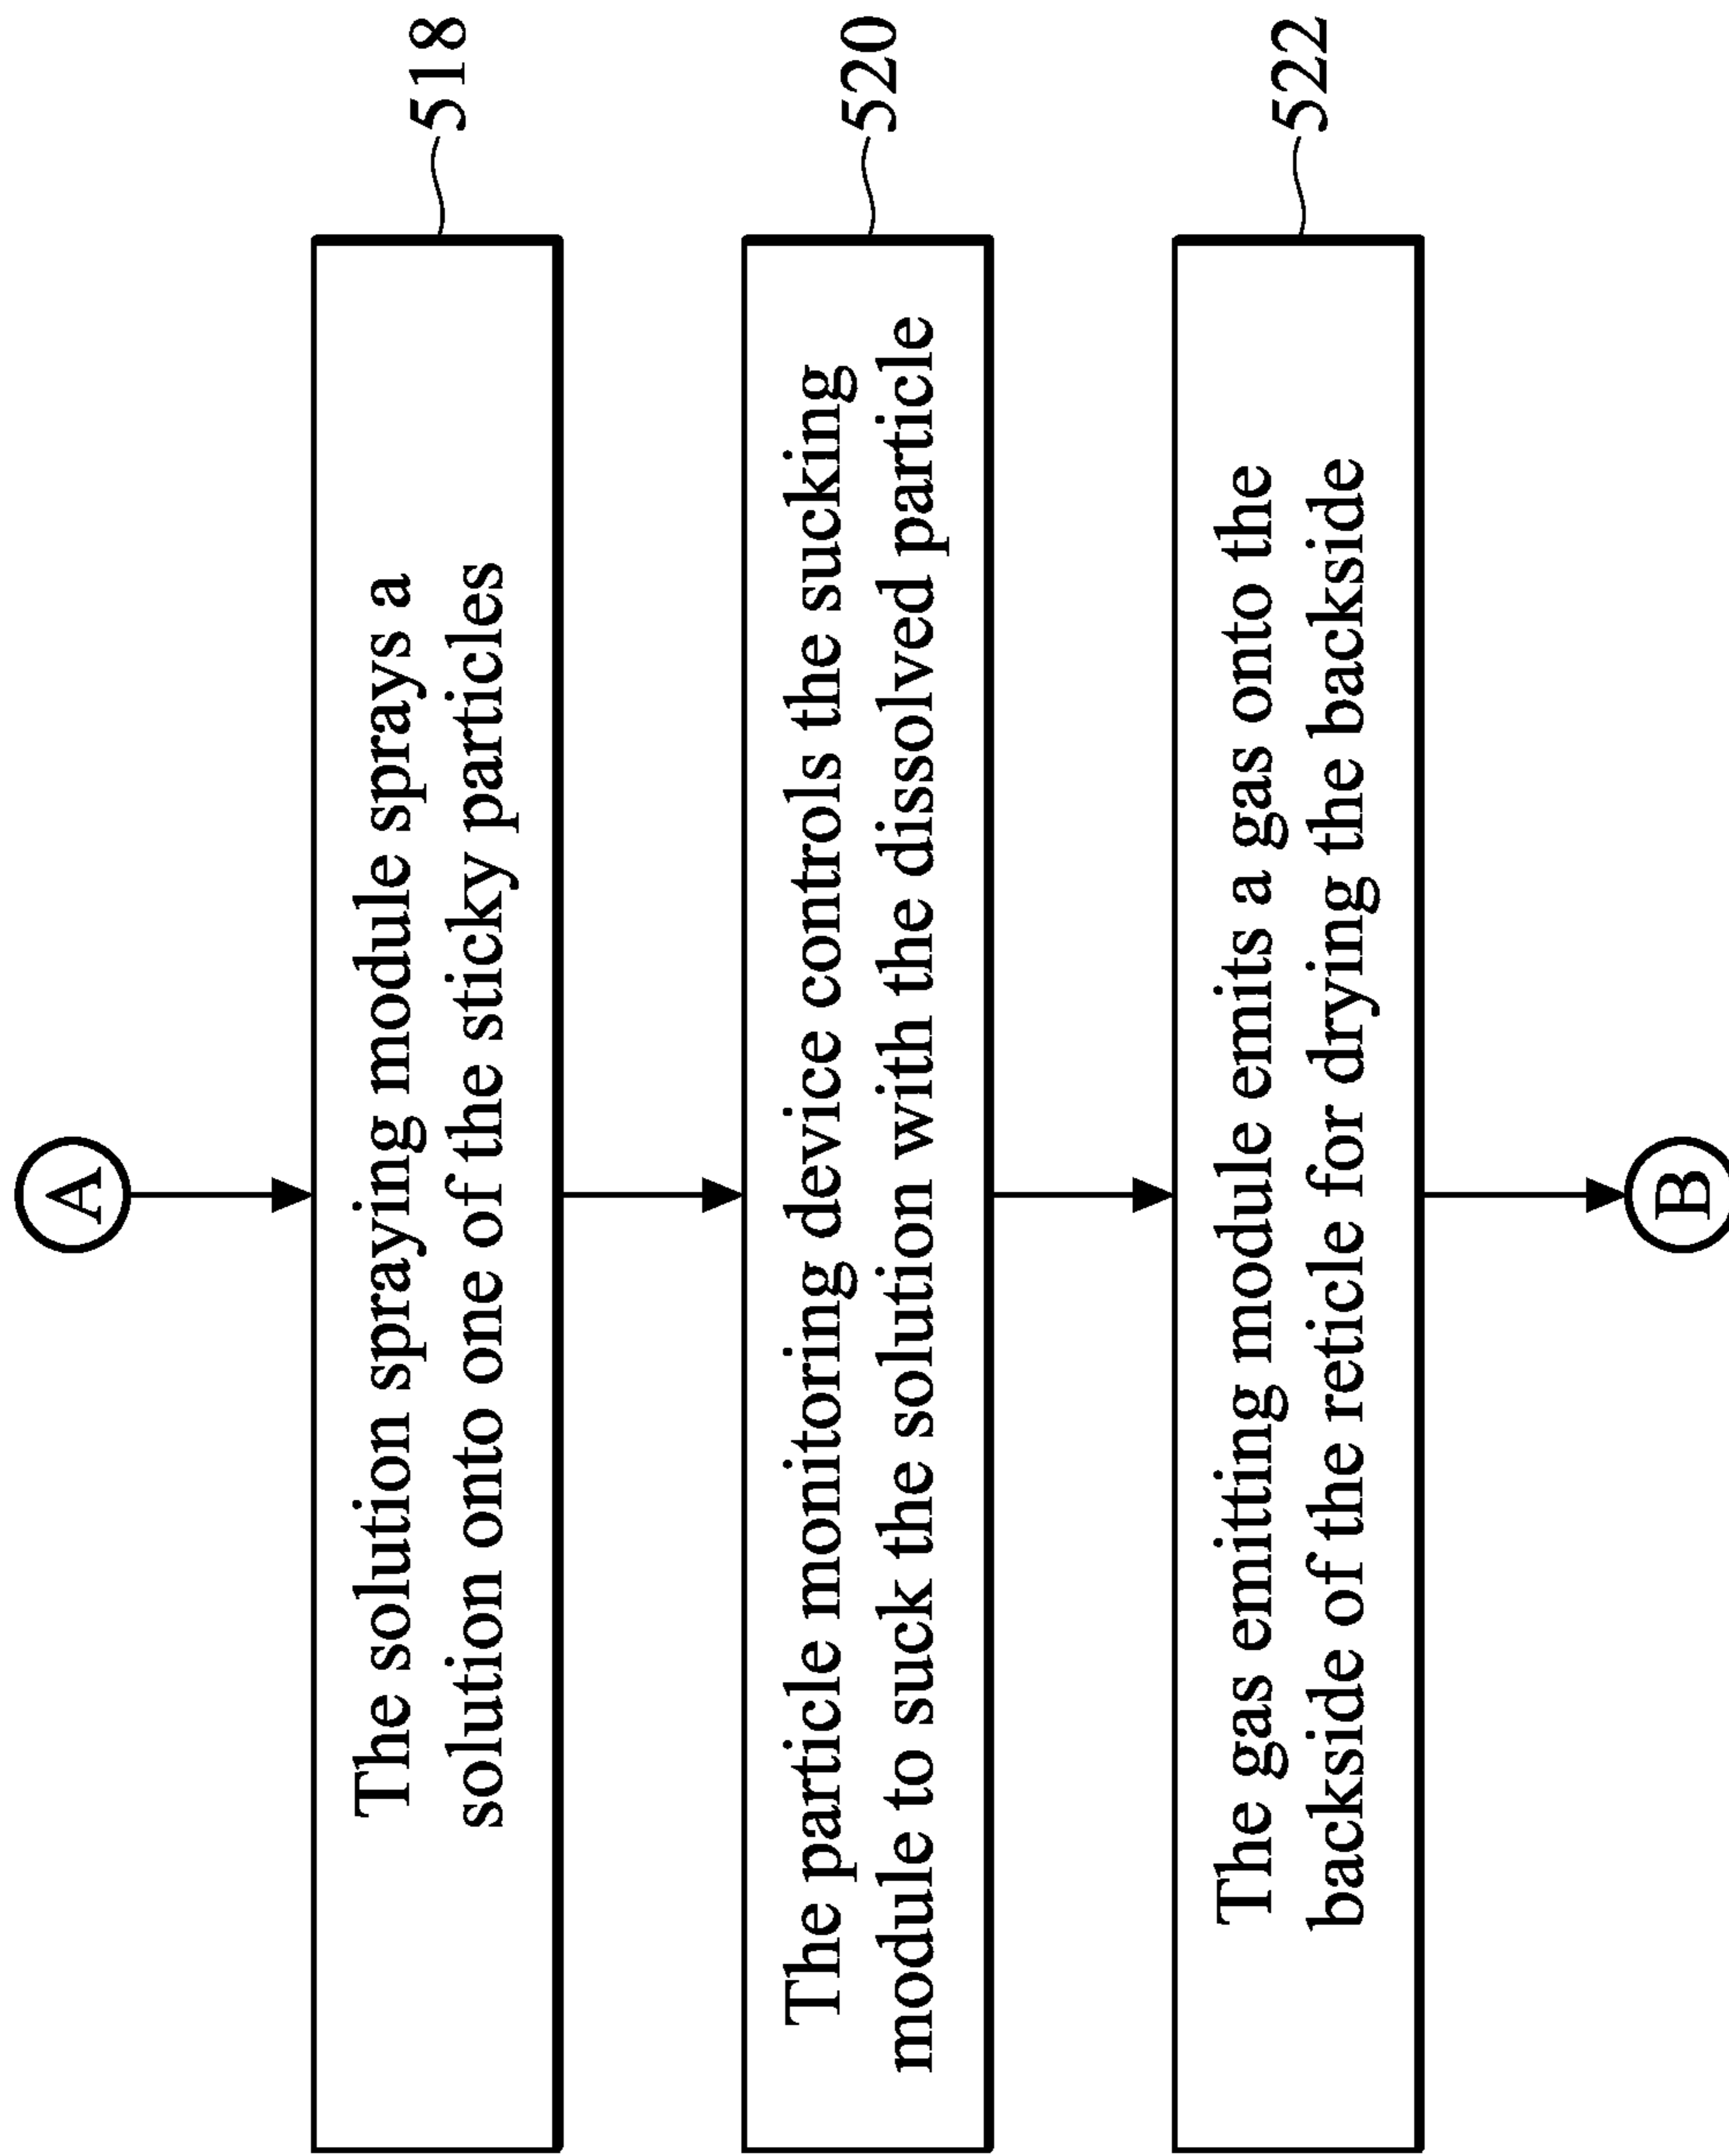 A
The solution spraying module sprays a
solution onto one of the sticky particles
518
The particle monitoring device controls the sucking
module to suck the solution with the dissolved particle
520
The gas emitting module emits a gas onto the
backside of the reticle for drying the backside
522
B